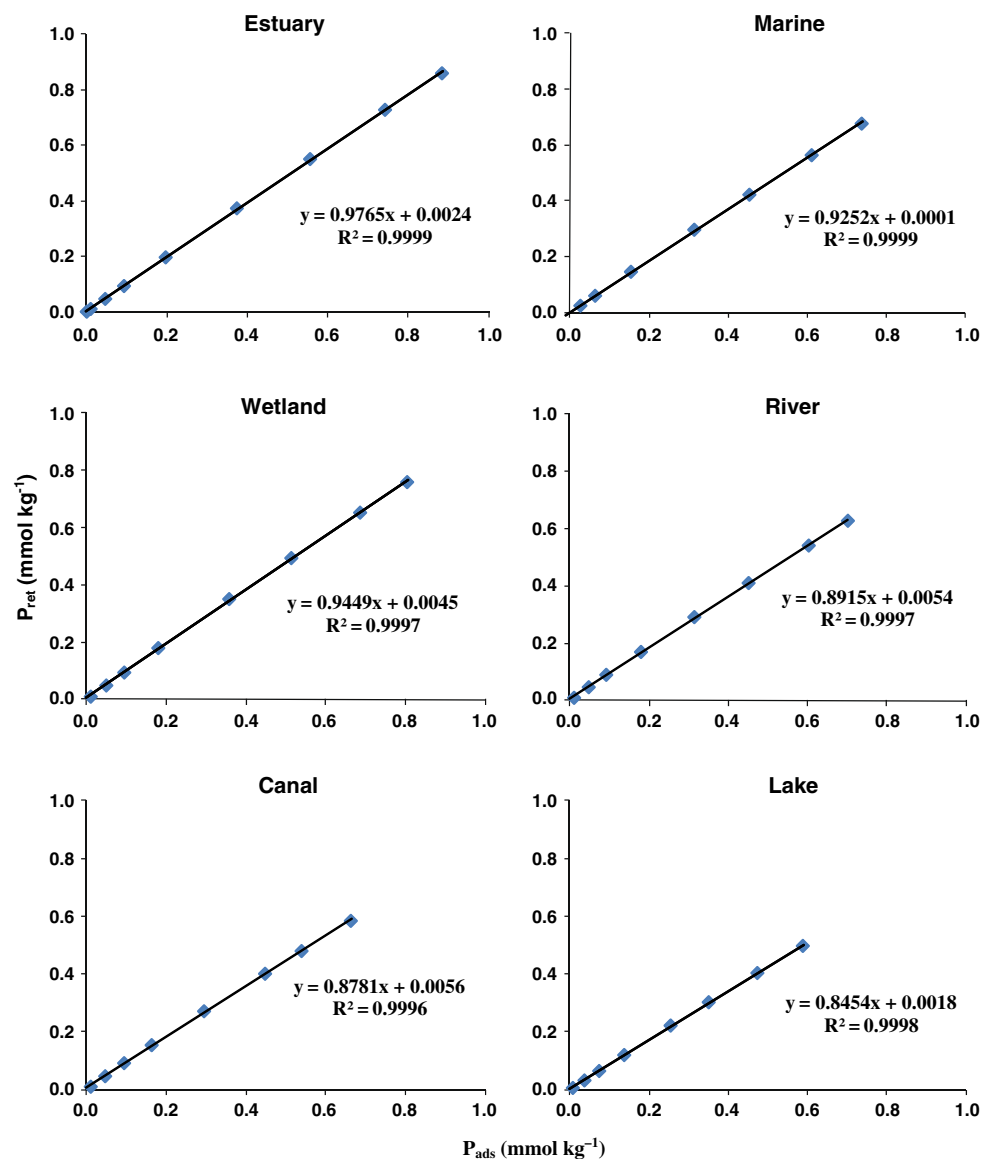 Estuary
1.0
0.8
0.6
0.4
0.2
0.0
y = 0.9765x + 0.0024
R² = 0.9999
0.0 0.2 0.4 0.6 0.8 1.0
Marine
1.0
0.8
0.6
0.4
0.2
0.0
y = 0.9252x + 0.0001
R² = 0.9999
0.0 0.2 0.4 0.6 0.8 1.0
P_ret (mmol kg⁻¹)
Wetland
1.0
0.8
0.6
0.4
0.2
0.0
y = 0.9449x + 0.0045
R² = 0.9997
0.0 0.2 0.4 0.6 0.8 1.0
River
1.0
0.8
0.6
0.4
0.2
0.0
y = 0.8915x + 0.0054
R² = 0.9997
0.0 0.2 0.4 0.6 0.8 1.0
Canal
1.0
0.8
0.6
0.4
0.2
0.0
y = 0.8781x + 0.0056
R² = 0.9996
0.0 0.2 0.4 0.6 0.8 1.0
Lake
1.0
0.8
0.6
0.4
0.2
0.0
y = 0.8454x + 0.0018
R² = 0.9998
0.0 0.2 0.4 0.6 0.8 1.0
P_ads (mmol kg⁻¹)